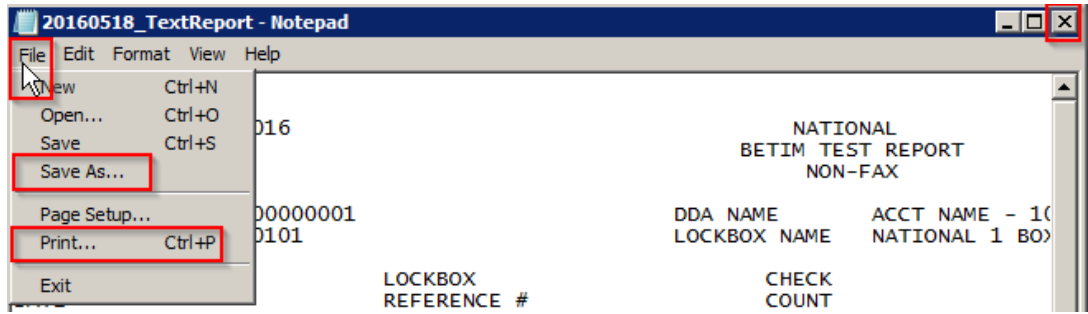 20160518_TextReport - Notepad
File Edit Format View Help
New Ctrl+N
Open... Ctrl+O
016 NATIONAL
Save Ctrl+S
BETIM TEST REPORT
Save As... NON-FAX
Page Setup... 00000001 DDA NAME ACCT NAME - 10
Print... Ctrl+P 0101 LOCKBOX NAME NATIONAL 1 BOX
Exit LOCKBOX CHECK
REFERENCE # COUNT